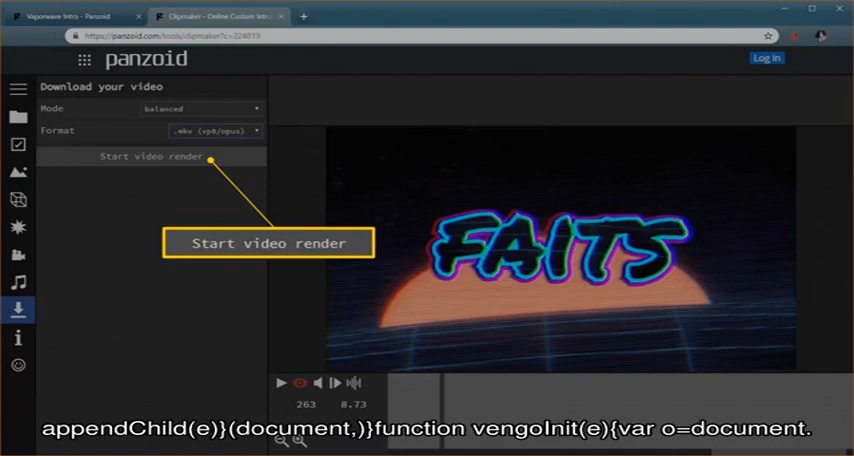 Vaporwave Intro - Panzoid
Clipmaker - Online Custom Intro
https://panzoid.com/tools/clipmaker?c=224819
panzoid
Log in
Download your video
Mode
balanced
Format
.mkv (vp8/opus)
Start video render
Start video render
FAITS
263
8.73
appendChild(e)}(document,)}function vengoInit(e){var o=document.